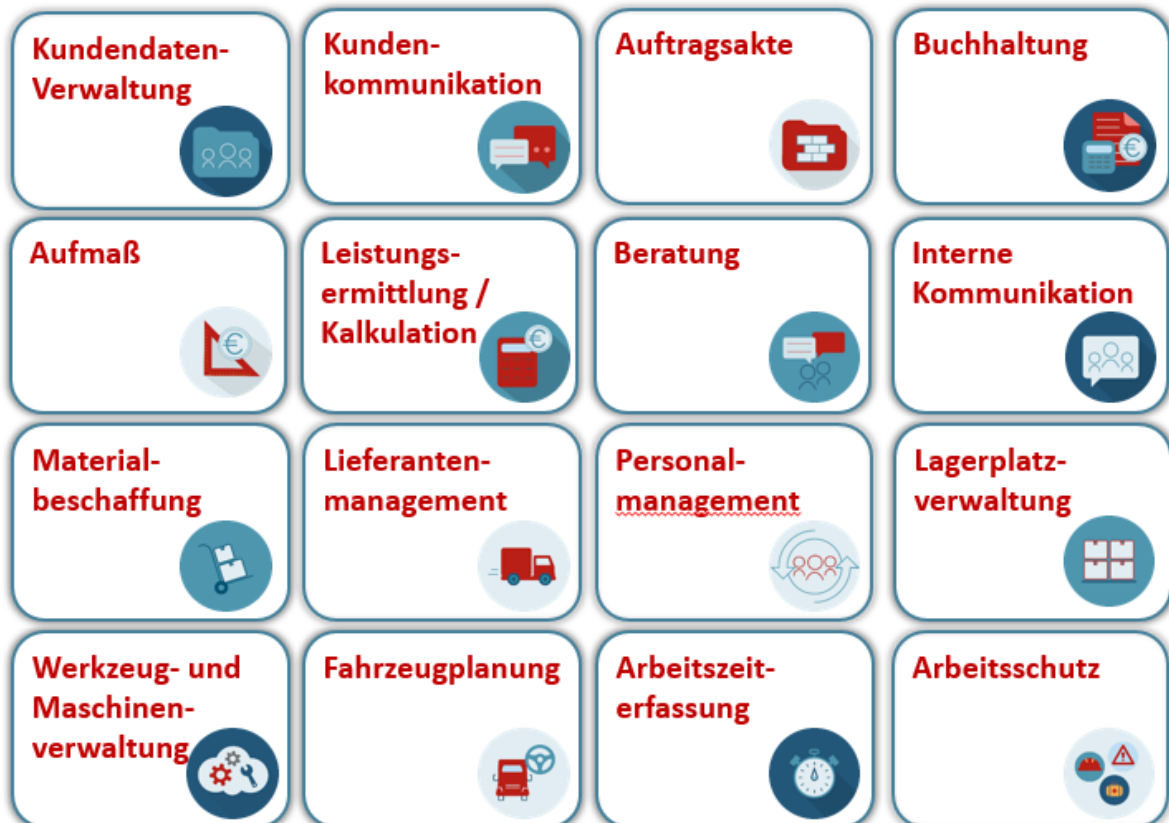 Kundendaten-
Verwaltung
Kunden-
kommunikation
Auftragsakte
Buchhaltung
Aufmaß
Leistungs-
ermittlung /
Kalkulation
Beratung
Interne
Kommunikation
Material-
beschaffung
Lieferanten-
management
Personal-
management
Lagerplatz-
verwaltung
Werkzeug- und
Maschinen-
verwaltung
Fahrzeugplanung
Arbeitszeit-
erfassung
Arbeitsschutz